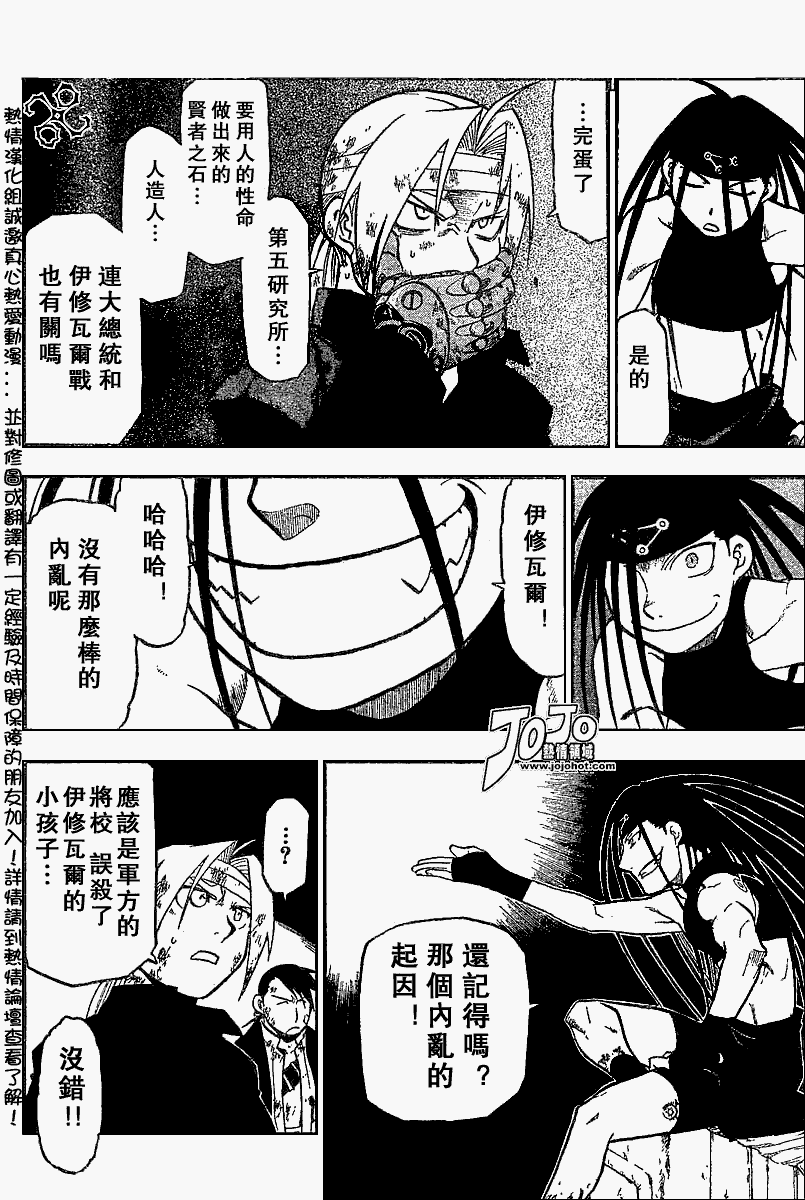 是的
…完蛋了
第五研究所…
要用人的性命
做出來的
賢者之石…
人造人…
連大總統和
伊修瓦爾戰
也有關嗎
伊修瓦爾！
哈哈哈！
沒有那麼棒的
內亂呢
還記得嗎？
那個內亂的
起因！
…？
應該是軍方的
將校 誤殺了
伊修瓦爾的
小孩子…
沒錯!!
JOJO
熱情領域
www.jojohot.com
熱情漢化組誠邀真心熱愛動漫...並對修圖或翻譯有一定經驗及時間保障的朋友加入！詳情請到熱情論壇查看了解！